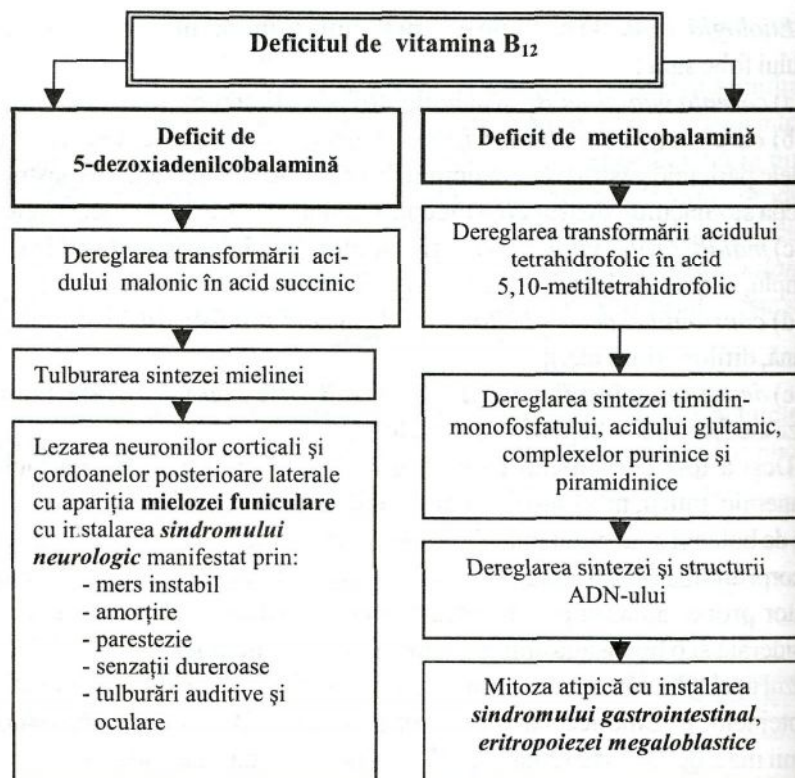 Deficitul de vitamina B12
Deficit de
5-dezoxiadenilcobalamină
Dereglarea transformării aci-
dului malonic în acid succinic
Tulburarea sintezei mielinei
Lezarea neuronilor corticali şi
cordoanelor posterioare laterale
cu apariţia mielozei funiculare
cu instalarea sindromului
neurologic manifestat prin:
- mers instabil
- amorţire
- parestezie
- senzaţii dureroase
- tulburări auditive şi
oculare
Deficit de metilcobalamină
Dereglarea transformării acidului
tetrahidrofolic în acid
5,10-metiltetrahidrofolic
Dereglarea sintezei timidin-
monofosfatului, acidului glutamic,
complexelor purinice şi
piramidinice
Dereglarea sintezei şi structurii
ADN-ului
Mitoza atipică cu instalarea
sindromului gastrointestinal,
eritropoiezei megaloblastice